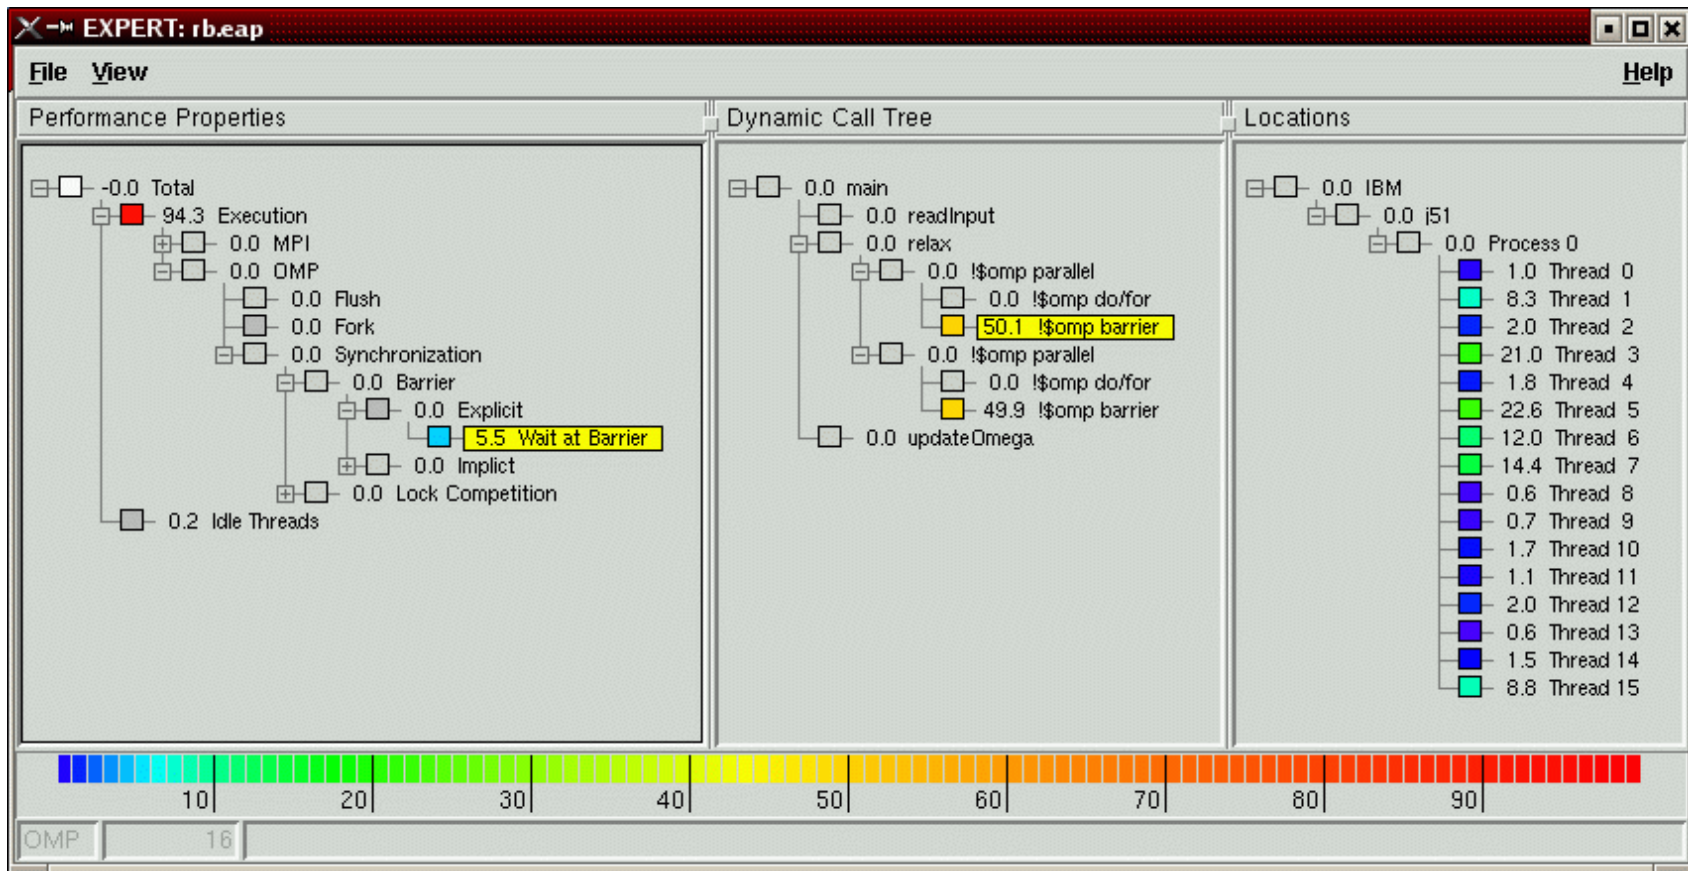 EXPERT: rb.eap
File View Help
Performance Properties
-0.0 Total
94.3 Execution
0.0 MPI
0.0 OMP
0.0 Flush
0.0 Fork
0.0 Synchronization
0.0 Barrier
0.0 Explicit
5.5 Wait at Barrier
0.0 Implict
0.0 Lock Competition
0.2 Idle Threads
Dynamic Call Tree
0.0 main
0.0 readInput
0.0 relax
0.0 !$omp parallel
0.0 !$omp do/for
50.1 !$omp barrier
0.0 !$omp parallel
0.0 !$omp do/for
49.9 !$omp barrier
0.0 updateOmega
Locations
0.0 IBM
0.0 j51
0.0 Process 0
1.0 Thread 0
8.3 Thread 1
2.0 Thread 2
21.0 Thread 3
1.8 Thread 4
22.6 Thread 5
12.0 Thread 6
14.4 Thread 7
0.6 Thread 8
0.7 Thread 9
1.7 Thread 10
1.1 Thread 11
2.0 Thread 12
0.6 Thread 13
1.5 Thread 14
8.8 Thread 15
10 20 30 40 50 60 70 80 90
OMP 16